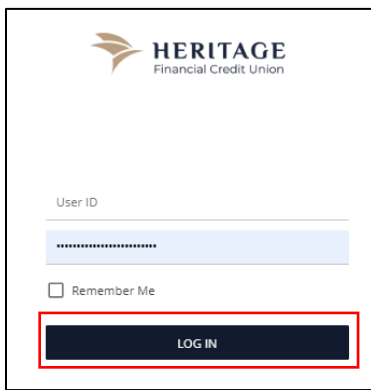 HERITAGE
Financial Credit Union
User ID
••••••••••••••••••••••••
Remember Me
LOG IN